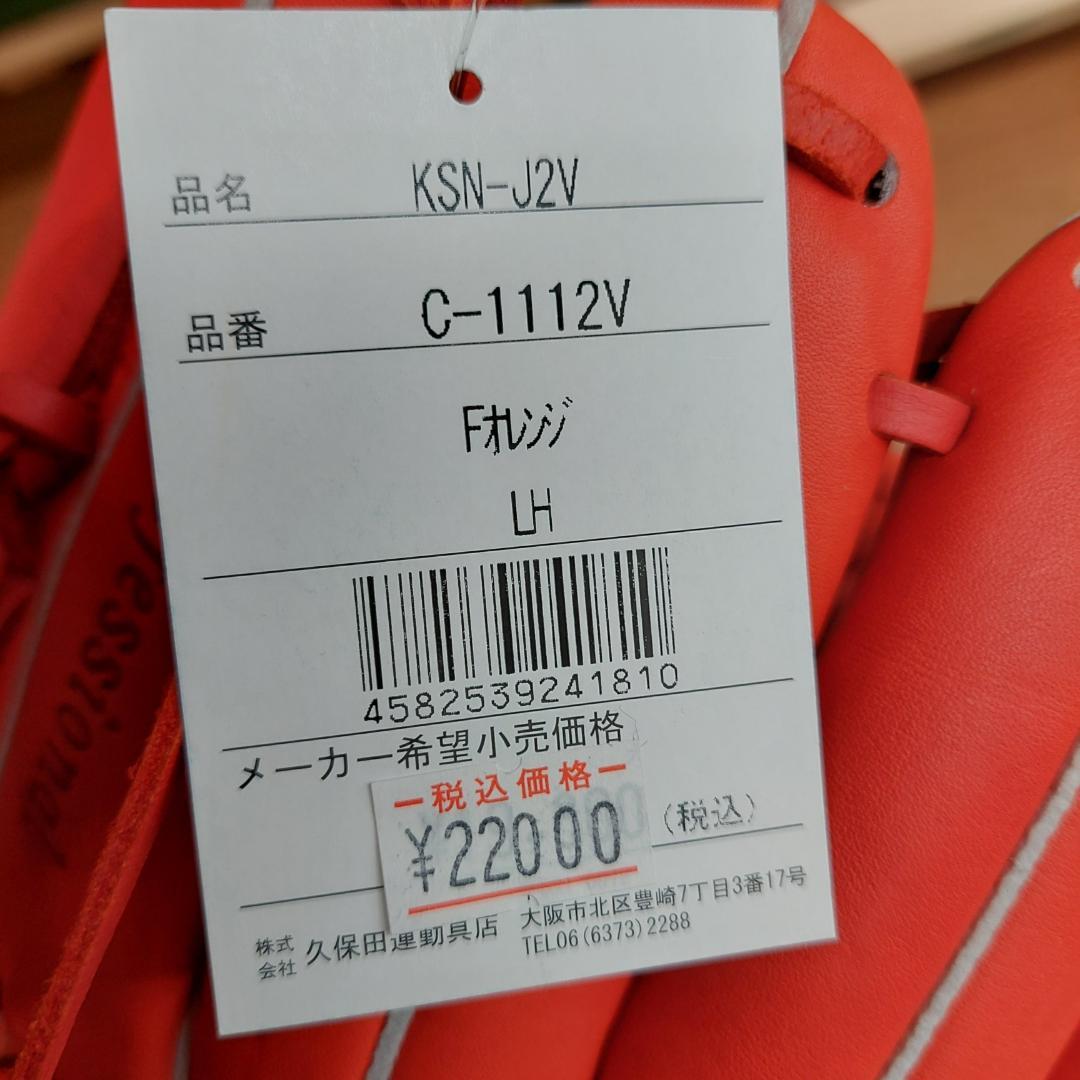 品名 KSN-J2V
品番 C-1112V
Fオレンジ
LH
4582539241810
メーカー希望小売価格
ー税込価格ー
¥22000 (税込)
株式会社 久保田運動具店 大阪市北区豊崎7丁目3番17号
TEL06(6373)2288
fessional